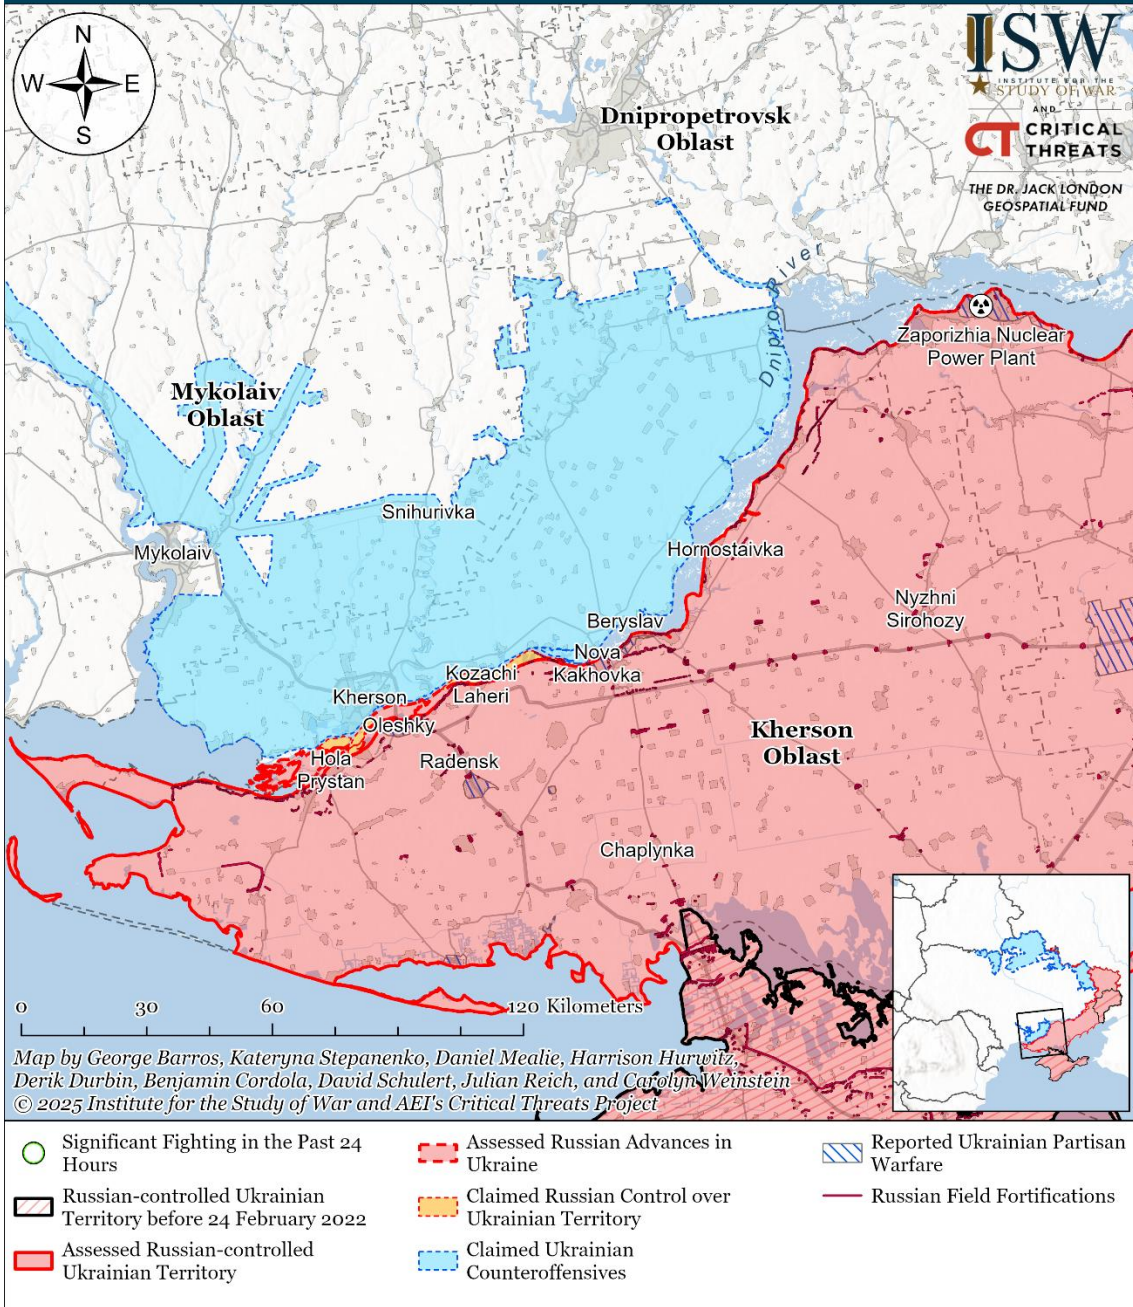 N
W
E
S
ISW
INSTITUTE FOR THE
STUDY OF WAR
AND
CT CRITICAL
THREATS
THE DR. JACK LONDON
GEOSPATIAL FUND
Dnipropetrovsk
Oblast
Dnipro River
Zaporizhia Nuclear
Power Plant
Mykolaiv
Oblast
Snihurivka
Mykolaiv
Hornostaivka
Nyzhni
Sirohozy
Beryslav
Nova
Kakhovka
Kozachi
Laheri
Kherson
Oleshky
Kherson
Oblast
Hola
Prystan
Radensk
Chaplynka
0 30 60 120 Kilometers
Map by George Barros, Kateryna Stepanenko, Daniel Mealie, Harrison Hurwitz,
Derik Durbin, Benjamin Cordola, David Schulert, Julian Reich, and Carolyn Weinstein
© 2025 Institute for the Study of War and AEI's Critical Threats Project
Significant Fighting in the Past 24
Hours
Russian-controlled Ukrainian
Territory before 24 February 2022
Assessed Russian-controlled
Ukrainian Territory
Assessed Russian Advances in
Ukraine
Claimed Russian Control over
Ukrainian Territory
Claimed Ukrainian
Counteroffensives
Reported Ukrainian Partisan
Warfare
Russian Field Fortifications